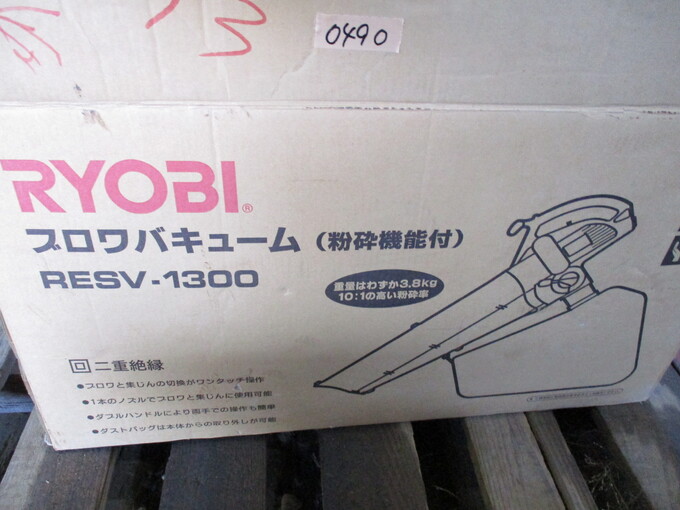 0490
RYOBI®
ブロワバキューム（粉砕機能付）
RESV-1300
重量はわずか3.8kg
10:1の高い粉砕率
回二重絶縁
●ブロワと集じんの切換がワンタッチ操作
●1本のノズルでブロワと集じんに使用可能
●ダブルハンドルにより両手での操作も簡単
●ダストバッグは本体からの取り外しが可能